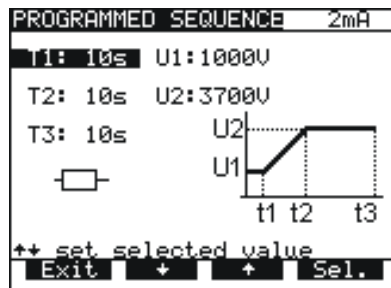 PROGRAMMED SEQUENCE 2mA
T1: 10s U1:1000V
T2: 10s U2:3700V
T3: 10s
U2
U1
t1 t2 t3
↑↓ set selected value
Exit ↓ ↑ Sel.